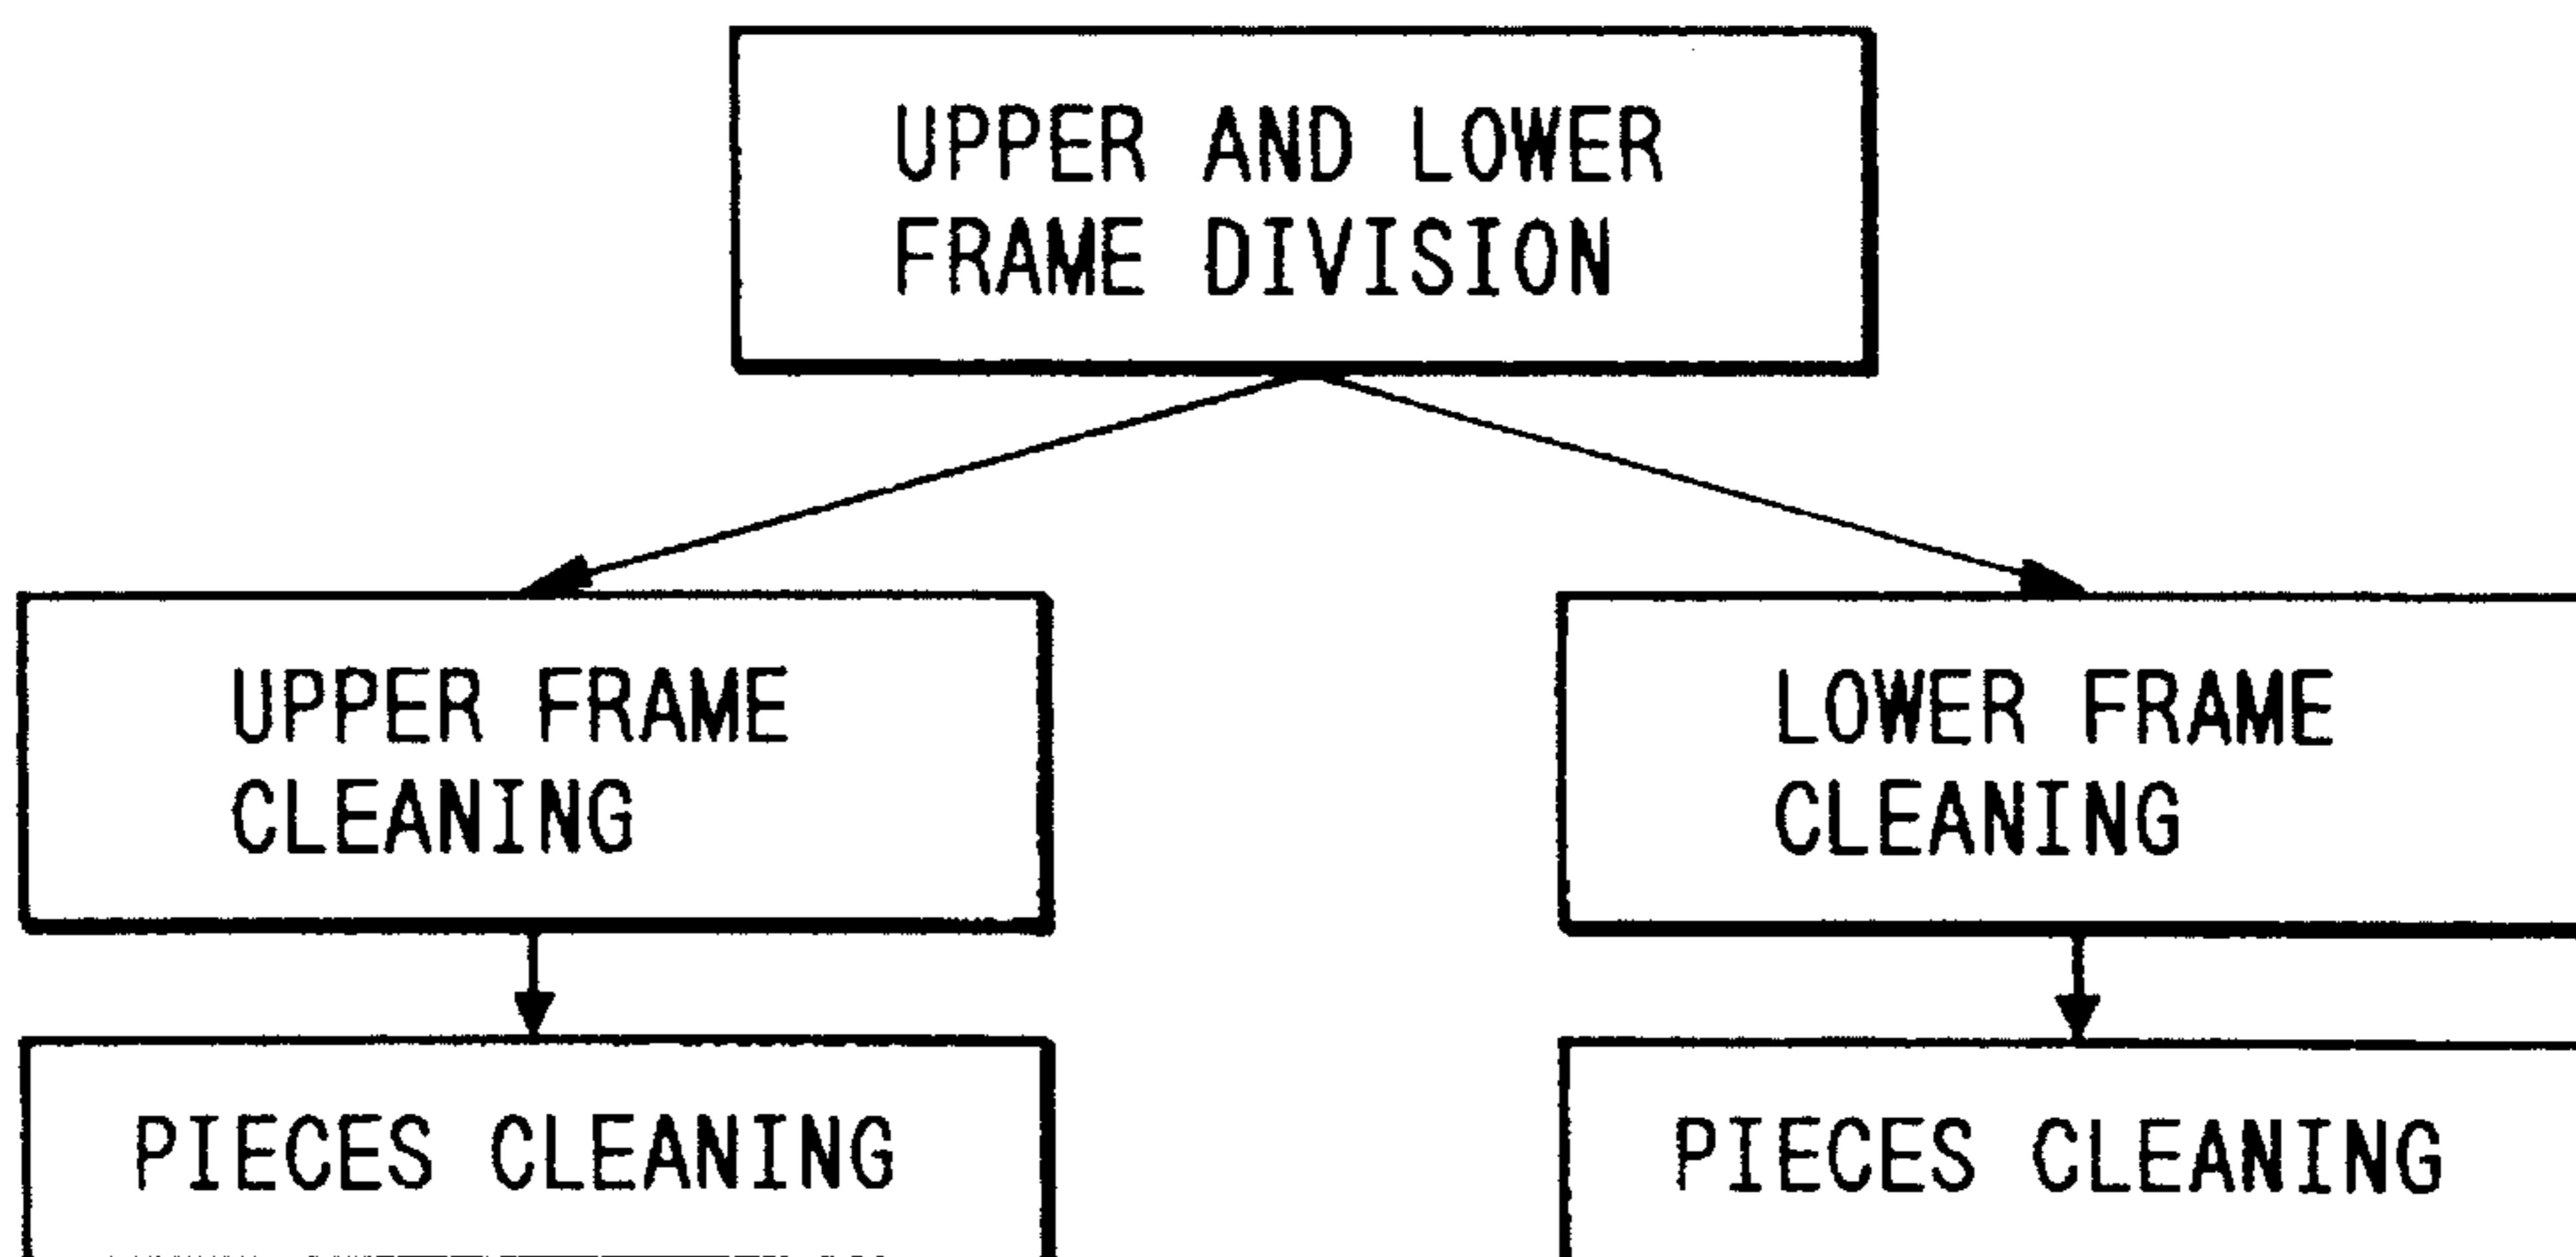 UPPER AND LOWER
FRAME DIVISION
UPPER FRAME
CLEANING
LOWER FRAME
CLEANING
PIECES CLEANING
PIECES CLEANING